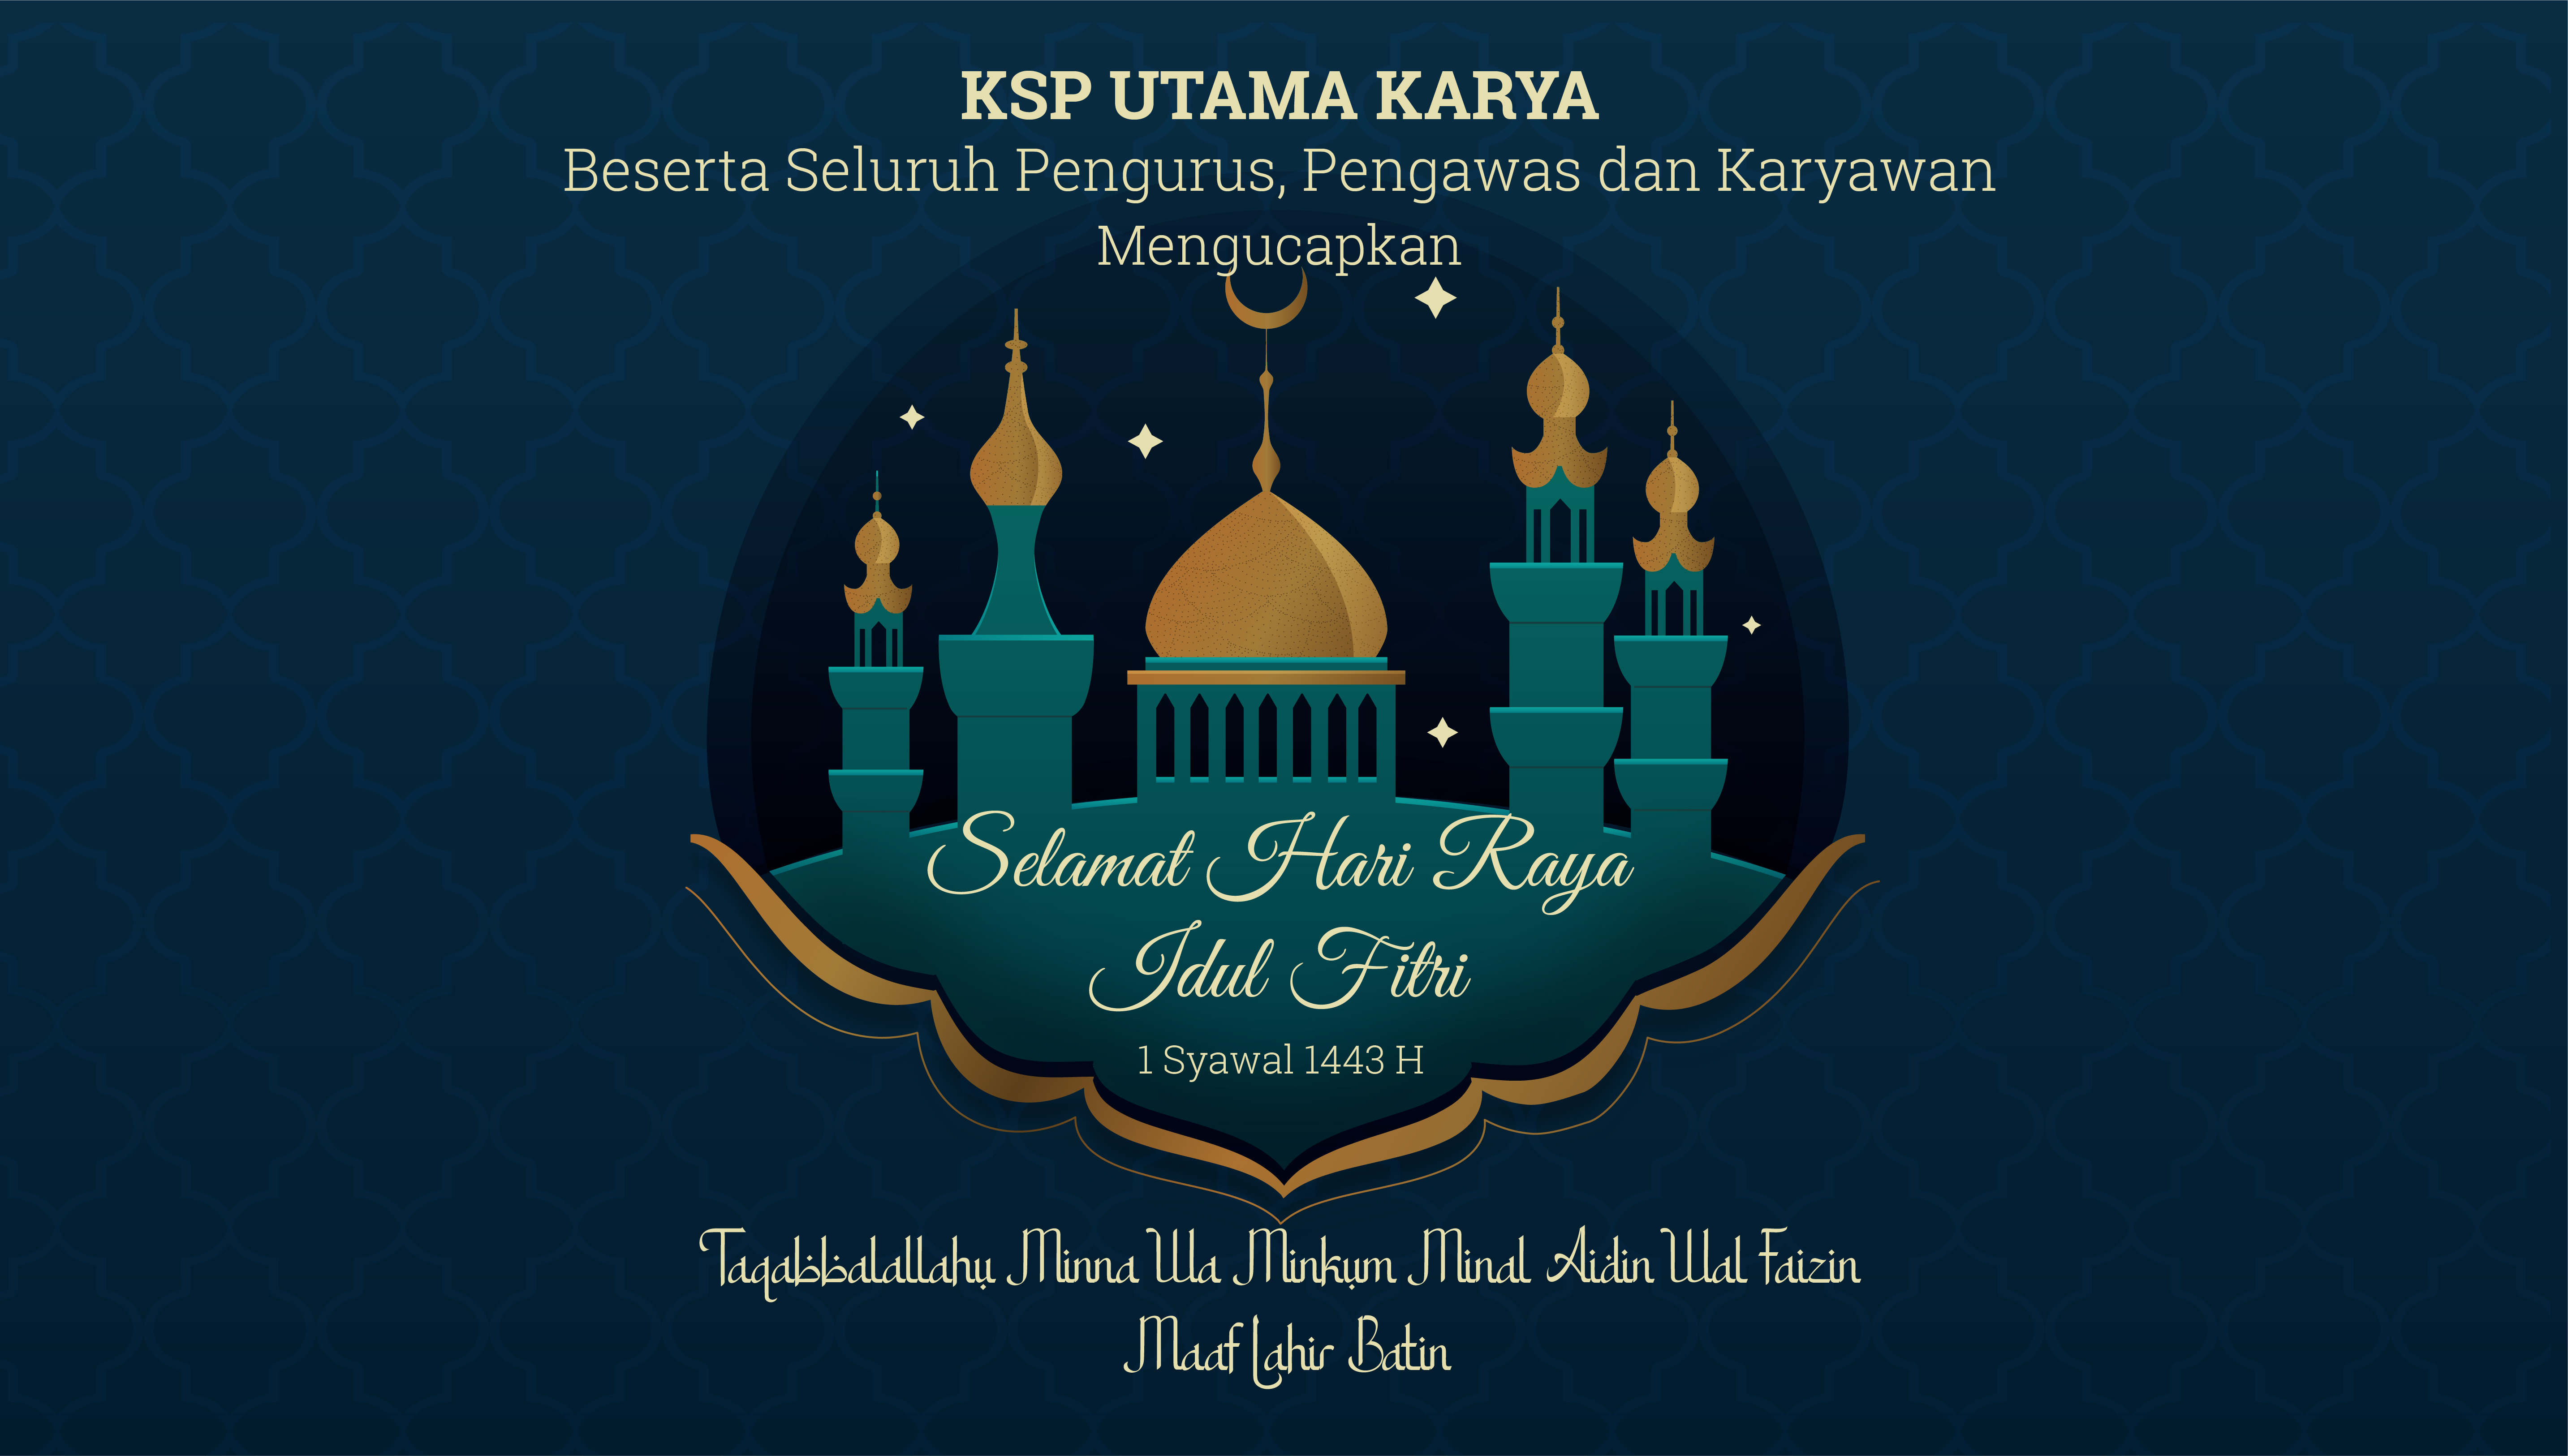 KSP UTAMA KARYA
Beserta Seluruh Pengurus, Pengawas dan Karyawan
Mengucapkan
Selamat Hari Raya
Idul Fitri
1 Syawal 1443 H
Taqabbalallahu Minna Wa Minkum Minal Aidin Wal Faizin
Maaf Lahir Batin